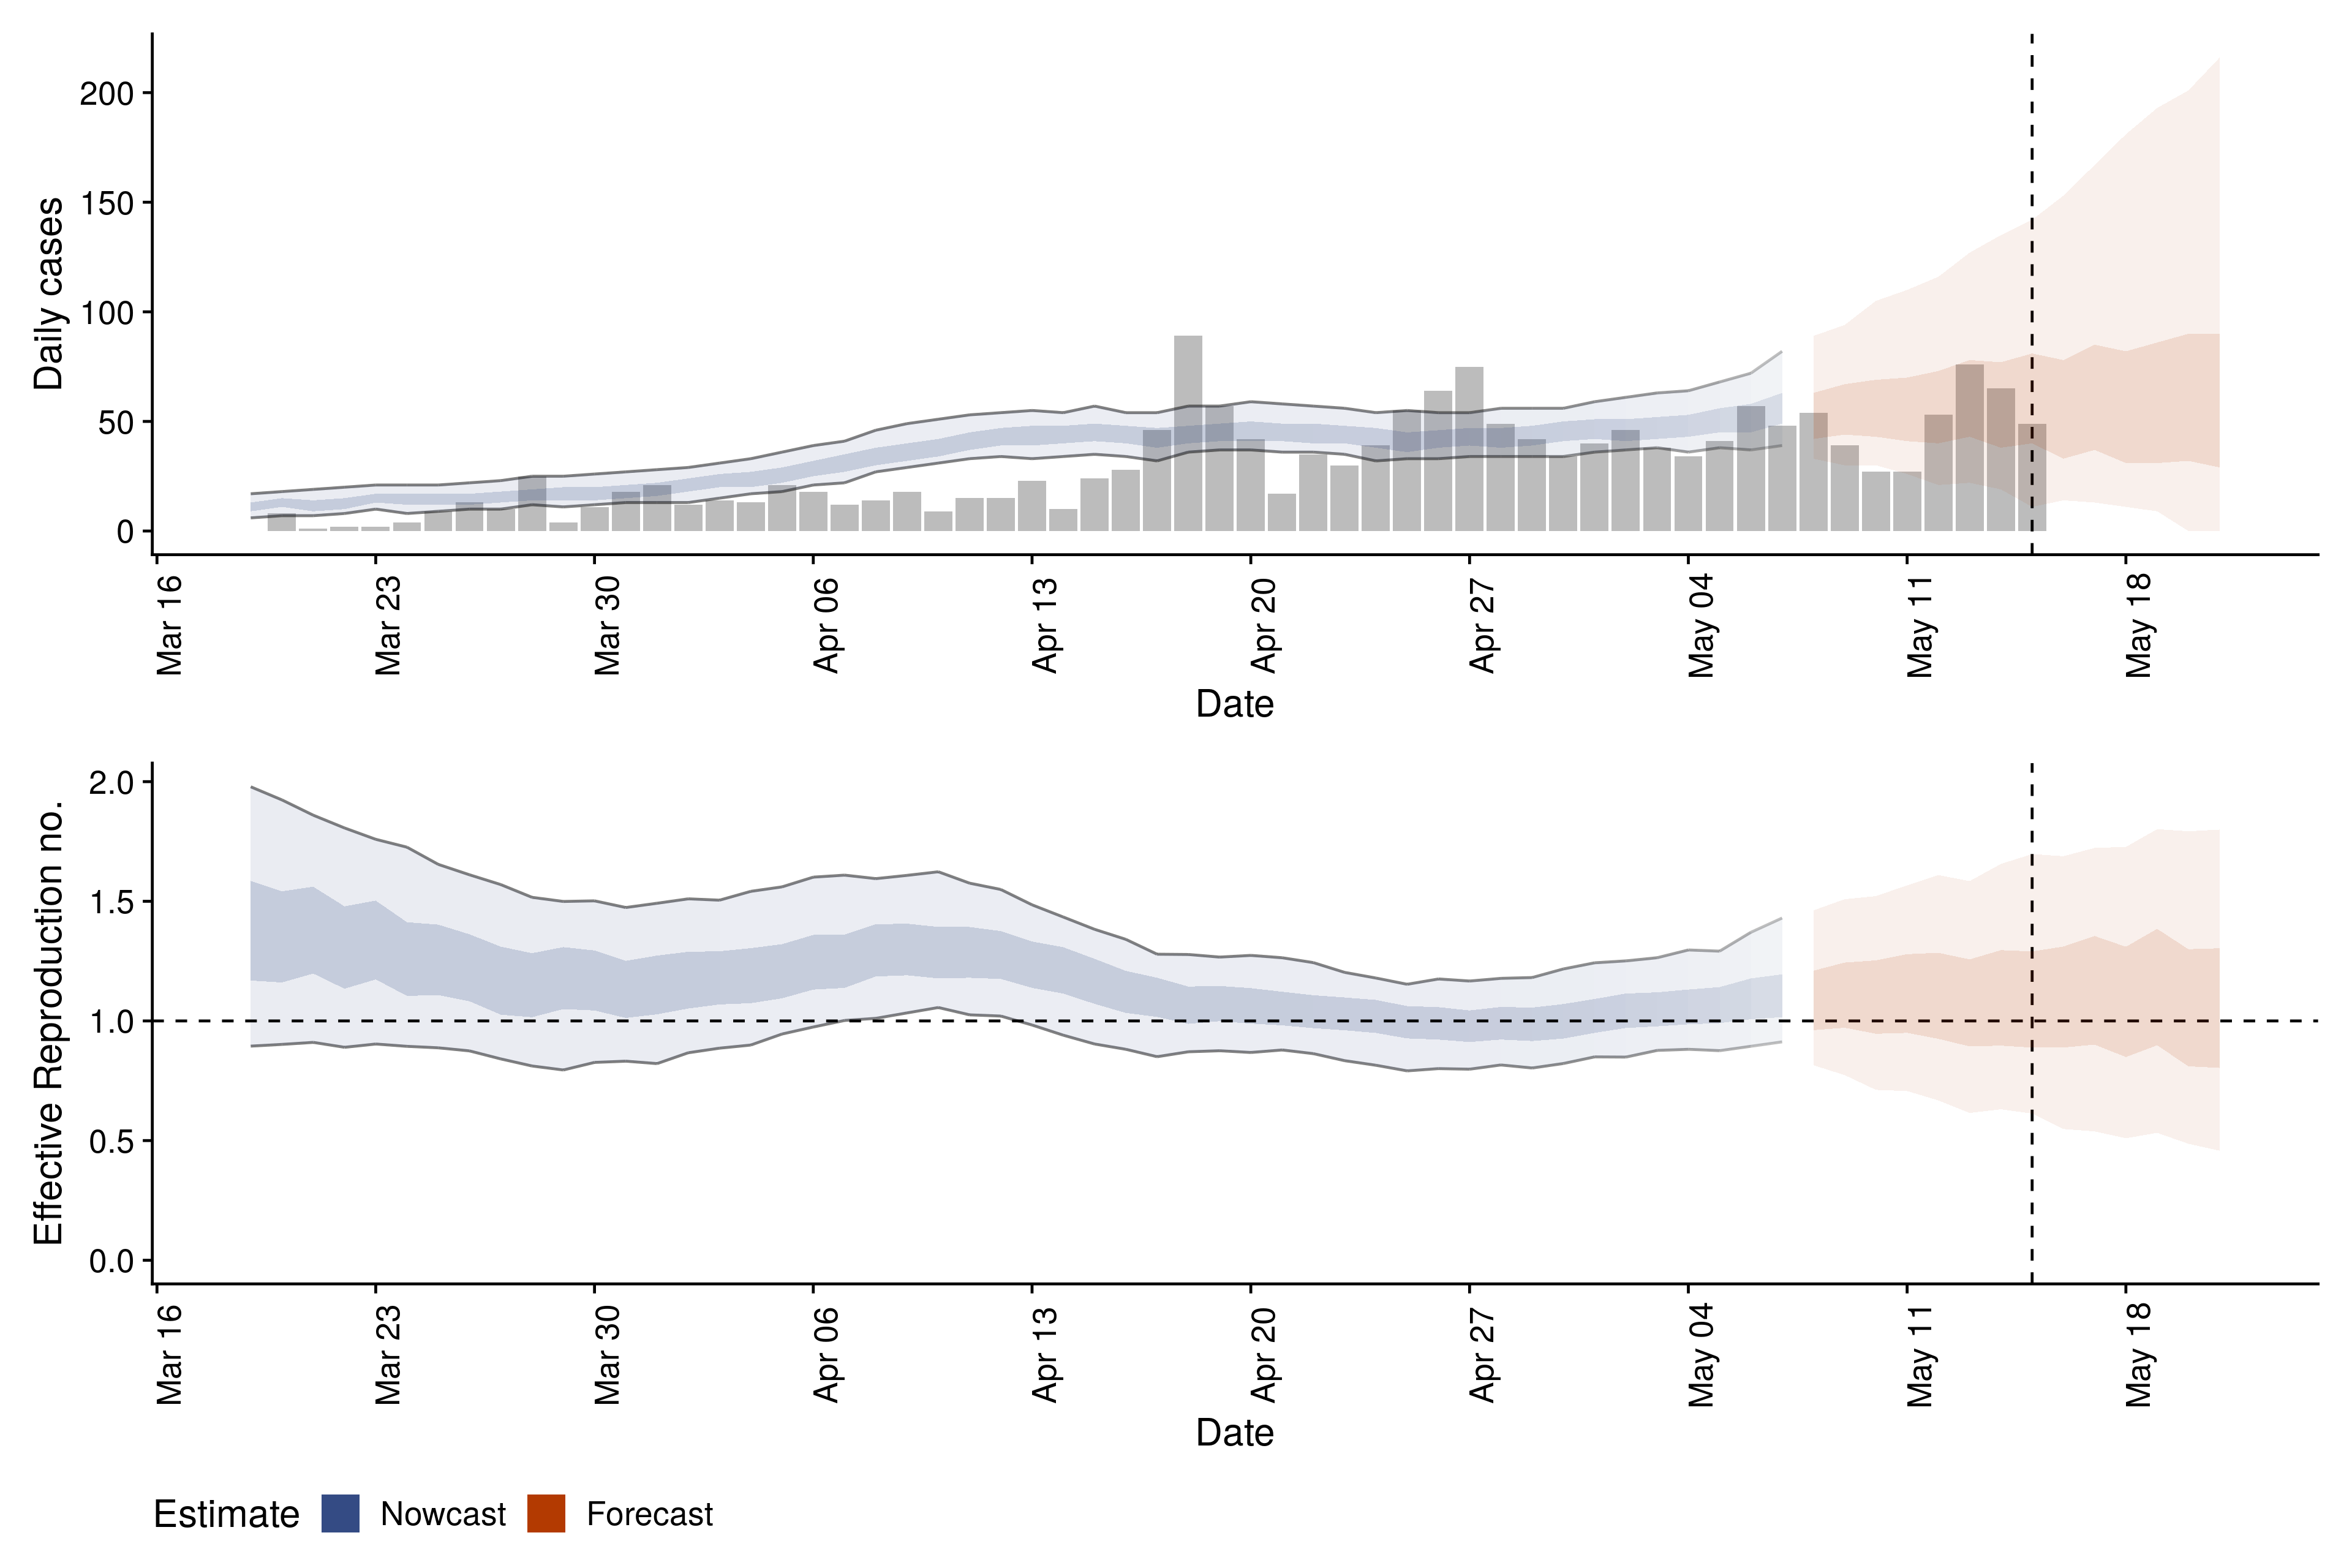 Daily cases
200
150
100
50
0
Mar 16
Mar 23
Mar 30
Apr 06
Apr 13
Apr 20
Apr 27
May 04
May 11
May 18
Date
Effective Reproduction no.
2.0
1.5
1.0
0.5
0.0
Mar 16
Mar 23
Mar 30
Apr 06
Apr 13
Apr 20
Apr 27
May 04
May 11
May 18
Date
Estimate Nowcast Forecast